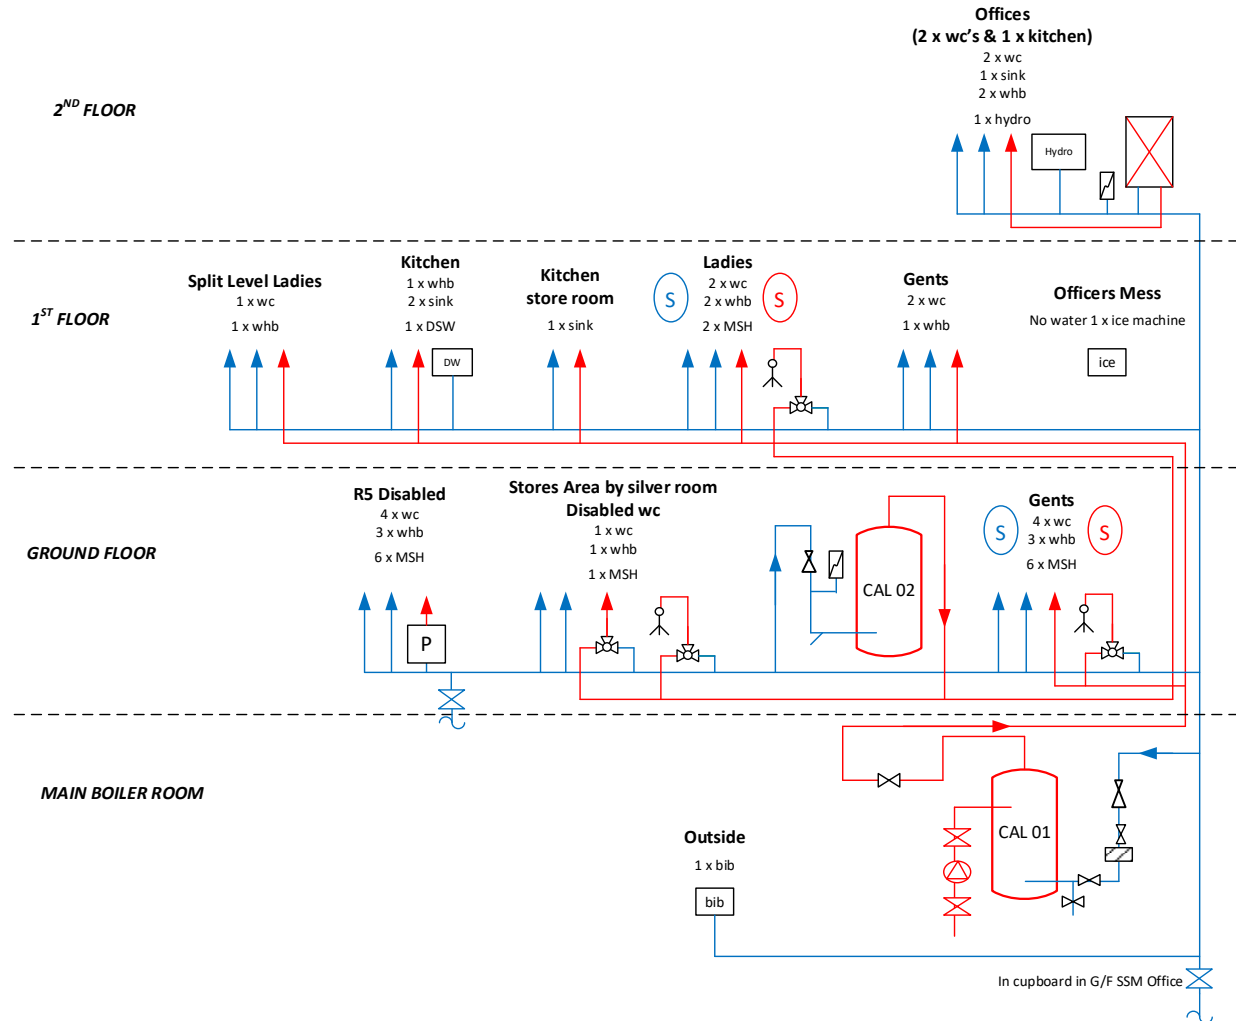 Offices
(2 x wc's & 1 x kitchen)
2 x wc
1 x sink
2 x whb
1 x hydro
2ND FLOOR
Hydro
Split Level Ladies
1 x wc
1 x whb
Kitchen
1 x whb
2 x sink
1 x DSW
DW
Kitchen
store room
1 x sink
S
Ladies
2 x wc
2 x whb
2 x MSH
S
Gents
2 x wc
1 x whb
Officers Mess
No water 1 x ice machine
ice
1ST FLOOR
R5 Disabled
4 x wc
3 x whb
6 x MSH
P
Stores Area by silver room
Disabled wc
1 x wc
1 x whb
1 x MSH
CAL 02
S
Gents
4 x wc
3 x whb
6 x MSH
S
GROUND FLOOR
MAIN BOILER ROOM
CAL 01
Outside
1 x bib
bib
In cupboard in G/F SSM Office